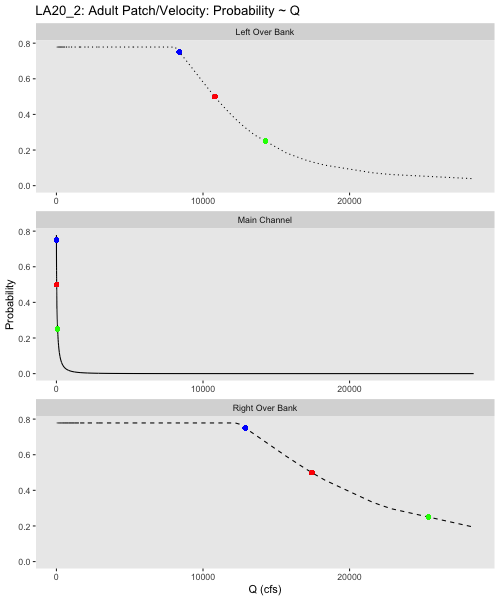 LA20_2: Adult Patch/Velocity: Probability ~ Q
Left Over Bank
0.8
0.6
0.4
0.2
0.0
0 10000 20000
Main Channel
0.8
0.6
0.4
0.2
0.0
0 10000 20000
Probability
Right Over Bank
0.8
0.6
0.4
0.2
0.0
0 10000 20000
Q (cfs)